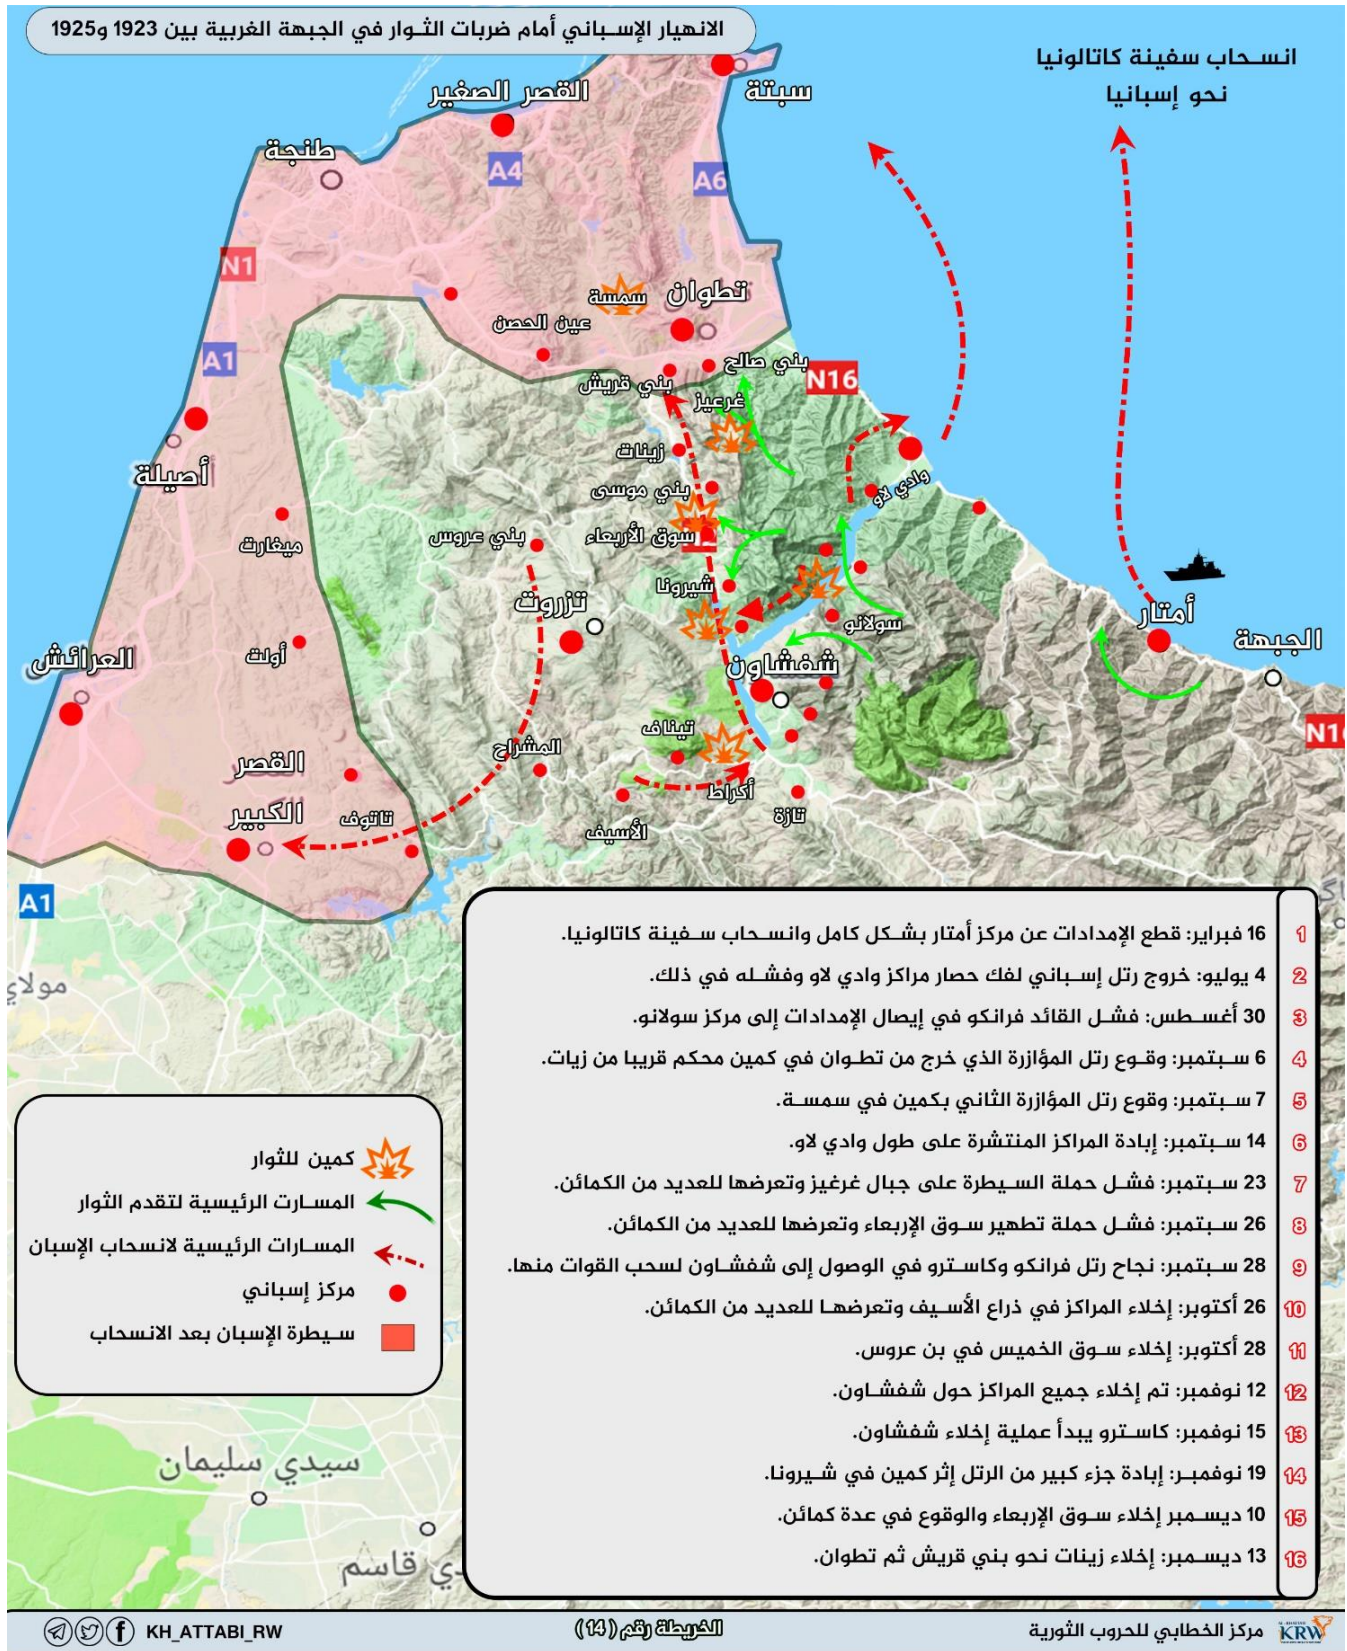 الانهيار الإسباني أمام ضربات الثوار في الجبهة الغربية بين 1923 و1925
انسحاب سفينة كاتالونيا
نحو إسبانيا
سبتة
القصر الصغير
طنجة
A4
A6
N1
سمسة
تطوان
عين الحصن
A1
بني صالح
N16
بني قريش
غرعيز
أصيلة
زينات
وادي لاو
بني موسى
سوق الأربعاء
بني عروس
ميغارت
شيرونا
تزروت
سولانو
أمتار
الجبهة
أولت
العرائش
شفشاون
تيناف
المشراح
N16
القصر
الكبير
أكراط
تازة
تاتوف
الأسيف
A1
مولاي
1 16 فبراير: قطع الإمدادات عن مركز أمتار بشكل كامل وانسحاب سفينة كاتالونيا.
2 4 يوليو: خروج رتل إسباني لفك حصار مراكز وادي لاو وفشله في ذلك.
3 30 أغسطس: فشل القائد فرانكو في إيصال الإمدادات إلى مركز سولانو.
4 6 سبتمبر: وقوع رتل المؤازرة الذي خرج من تطوان في كمين محكم قريبا من زيات.
5 7 سبتمبر: وقوع رتل المؤازرة الثاني بكمين في سمسة.
6 14 سبتمبر: إبادة المراكز المنتشرة على طول وادي لاو.
7 23 سبتمبر: فشل حملة السيطرة على جبال غرغيز وتعرضها للعديد من الكمائن.
8 26 سبتمبر: فشل حملة تطهير سوق الإربعاء وتعرضها للعديد من الكمائن.
9 28 سبتمبر: نجاح رتل فرانكو وكاسترو في الوصول إلى شفشاون لسحب القوات منها.
10 26 أكتوبر: إخلاء المراكز في ذراع الأسيف وتعرضها للعديد من الكمائن.
11 28 أكتوبر: إخلاء سوق الخميس في بن عروس.
12 12 نوفمبر: تم إخلاء جميع المراكز حول شفشاون.
13 15 نوفمبر: كاسترو يبدأ عملية إخلاء شفشاون.
14 19 نوفمبر: إبادة جزء كبير من الرتل إثر كمين في شيرونا.
15 10 ديسمبر إخلاء سوق الإربعاء والوقوع في عدة كمائن.
16 13 ديسمبر: إخلاء زينات نحو بني قريش ثم تطوان.
كمين للثوار
المسارت الرئيسية لتقدم الثوار
المسارات الرئيسية لانسحاب الإسبان
مركز إسباني
سيطرة الإسبان بعد الانسحاب
سيدي سليمان
دي قاسم
KRW مركز الخطابي للحروب الثورية
الخريطة رقم (14)
KH_ATTABI_RW